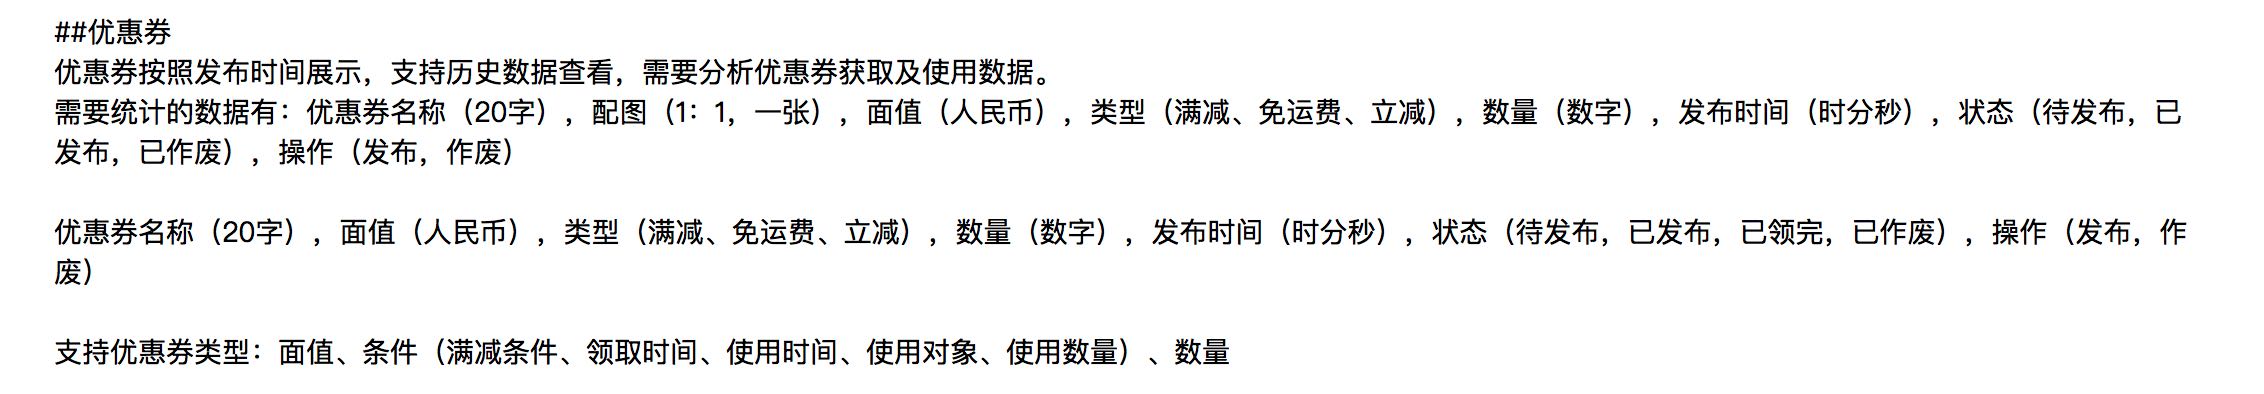 ##优惠券
优惠券按照发布时间展示，支持历史数据查看，需要分析优惠券获取及使用数据。
需要统计的数据有：优惠券名称（20字），配图（1：1，一张），面值（人民币），类型（满减、免运费、立减），数量（数字），发布时间（时分秒），状态（待发布，已
发布，已作废），操作（发布，作废）
优惠券名称（20字），面值（人民币），类型（满减、免运费、立减），数量（数字），发布时间（时分秒），状态（待发布，已发布，已领完，已作废），操作（发布，作
废）
支持优惠券类型：面值、条件（满减条件、领取时间、使用时间、使用对象、使用数量）、数量